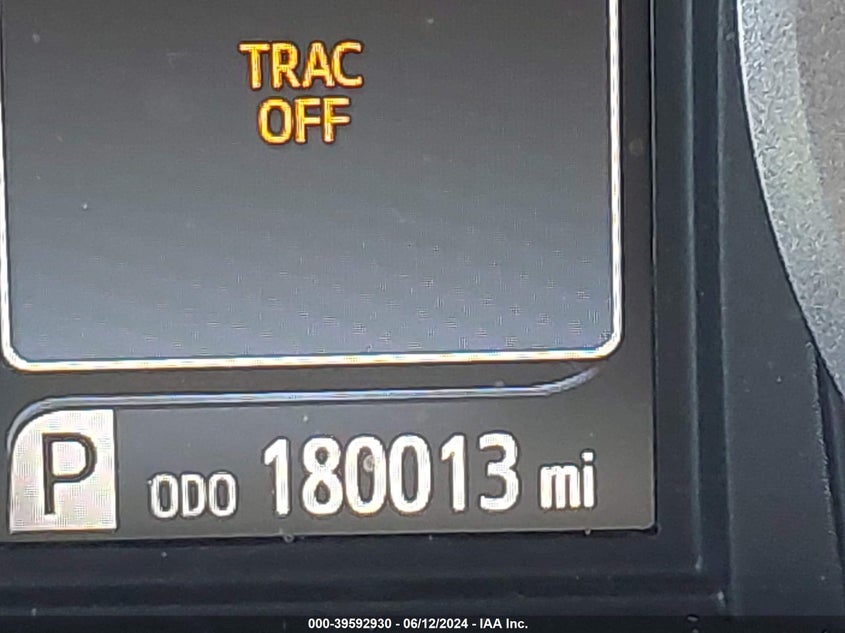 TRAC
OFF
P ODO 180013 mi
000-39592930 - 06/12/2024 - IAA Inc.